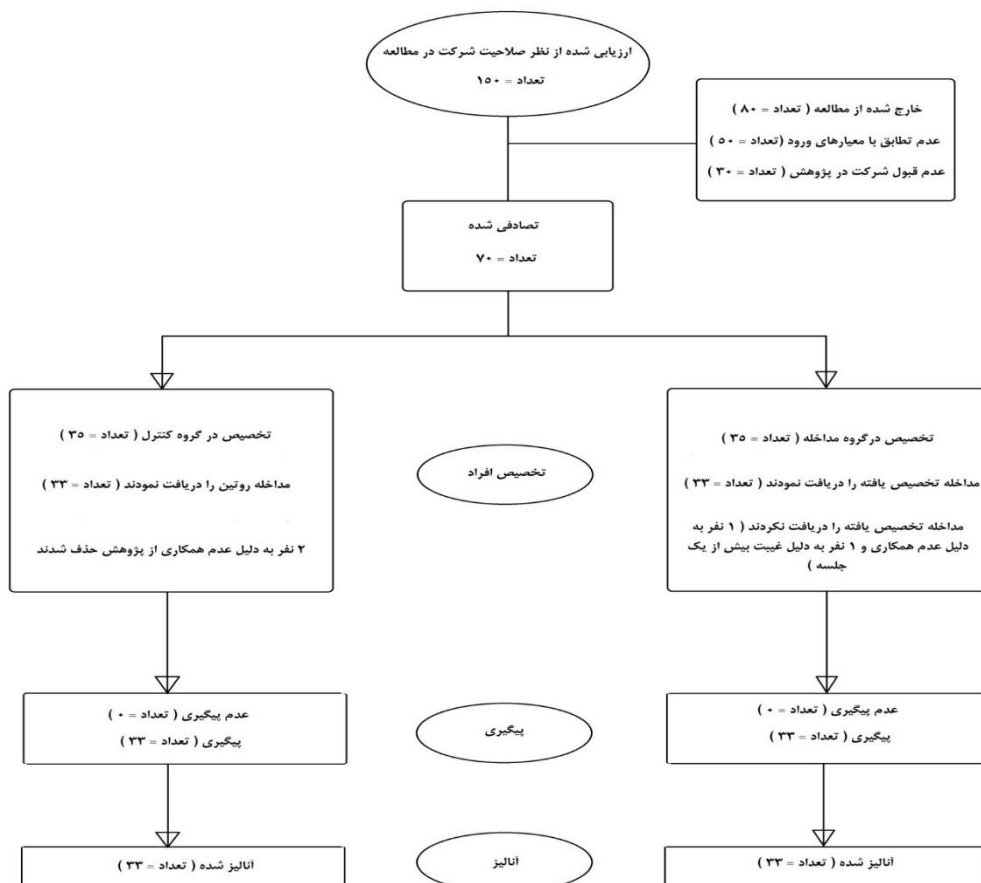 ارزیابی شده از نظر صلاحیت شرکت در مطالعه
تعداد = ۱۵۰
خارج شده از مطالعه ( تعداد = ۸۰ )
عدم تطابق با معیارهای ورود (تعداد = ۵۰ )
عدم قبول شرکت در پژوهش ( تعداد = ۳۰ )
تصادفی شده
تعداد = ۷۰
تخصیص درگروه مداخله ( تعداد = ۳۵ )
مداخله تخصیص یافته را دریافت نمودند ( تعداد = ۳۳ )
مداخله تخصیص یافته را دریافت نکردند ( ۱ نفر به
دلیل عدم همکاری و ۱ نفر به دلیل غیبت بیش از یک
جلسه )
تخصیص افراد
تخصیص در گروه کنترل ( تعداد = ۳۵ )
مداخله روتین را دریافت نمودند ( تعداد = ۳۳ )
۲ نفر به دلیل عدم همکاری از پژوهش حذف شدند
عدم پیگیری ( تعداد = ۰ )
پیگیری ( تعداد = ۳۳ )
پیگیری
عدم پیگیری ( تعداد = ۰ )
پیگیری ( تعداد = ۳۳ )
آنالیز شده ( تعداد = ۳۳ )
آنالیز
آنالیز شده ( تعداد = ۳۳ )